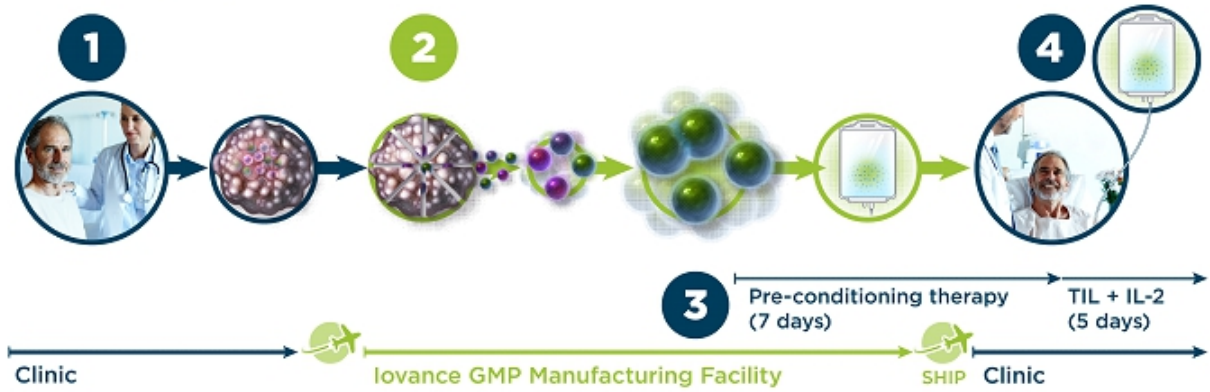 1
2
4
3
Pre-conditioning therapy
(7 days)
TIL + IL-2
(5 days)
Clinic
Iovance GMP Manufacturing Facility
SHIP
Clinic